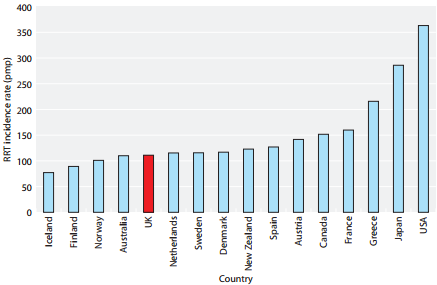 400
350
300
250
200
150
100
50
0
RRT incidence rate (pmp)
Iceland
Finland
Norway
Australia
UK
Netherlands
Sweden
Denmark
New Zealand
Spain
Austria
Canada
France
Greece
Japan
USA
Country